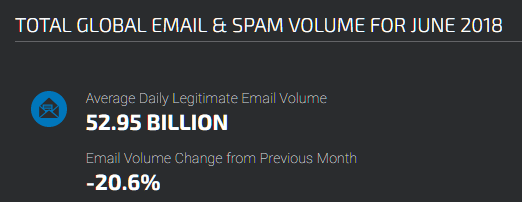 TOTAL GLOBAL EMAIL & SPAM VOLUME FOR JUNE 2018
Average Daily Legitimate Email Volume
52.95 BILLION
Email Volume Change from Previous Month
-20.6%